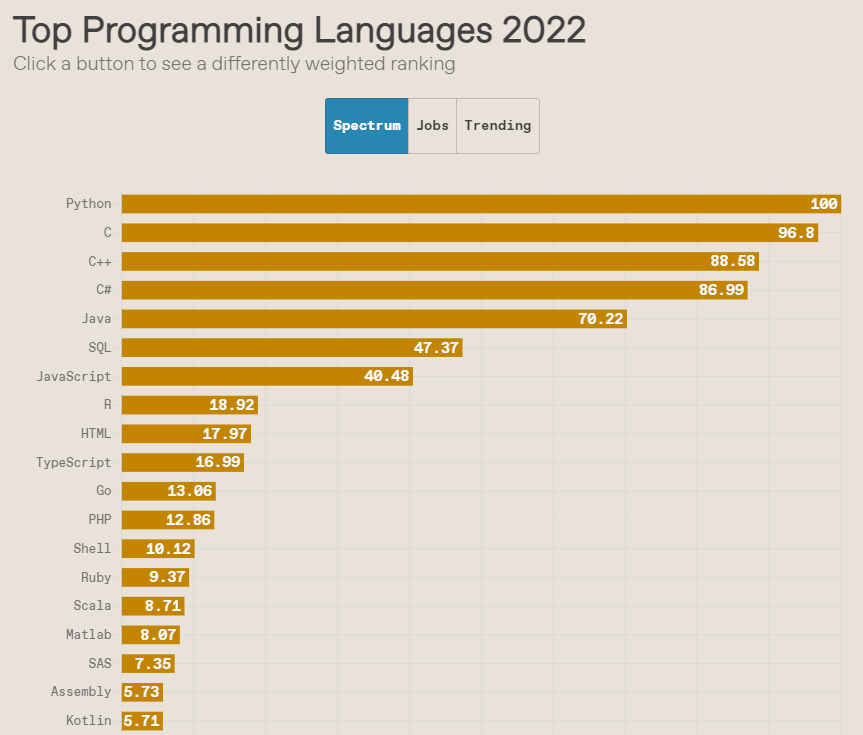 Top Programming Languages 2022
Click a button to see a differently weighted ranking
Spectrum Jobs Trending
Python 100
C 96.8
C++ 88.58
C# 86.99
Java 70.22
SQL 47.37
JavaScript 40.48
R 18.92
HTML 17.97
TypeScript 16.99
Go 13.06
PHP 12.86
Shell 10.12
Ruby 9.37
Scala 8.71
Matlab 8.07
SAS 7.35
Assembly 5.73
Kotlin 5.71